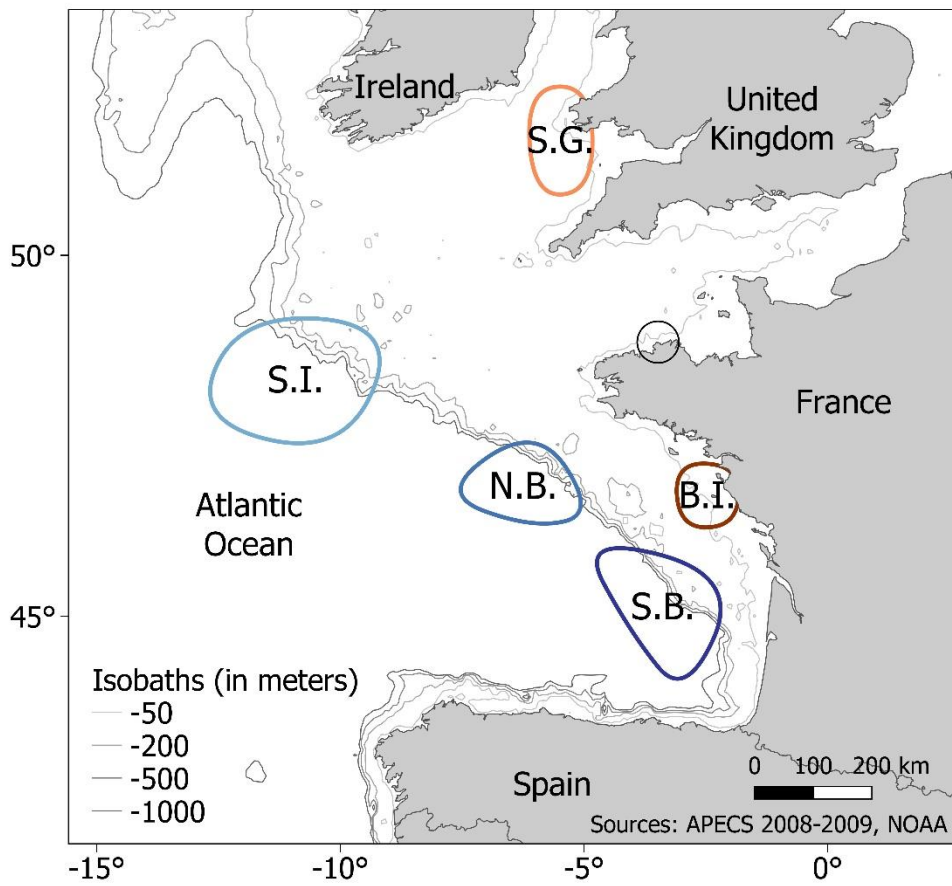 Ireland
S.G.
United
Kingdom
50°
S.I.
France
N.B.
B.I.
Atlantic
Ocean
S.B.
45°
Isobaths (in meters)
-50
-200
-500
-1000
Spain
0 100 200 km
Sources: APECS 2008-2009, NOAA
-15° -10° -5° 0°